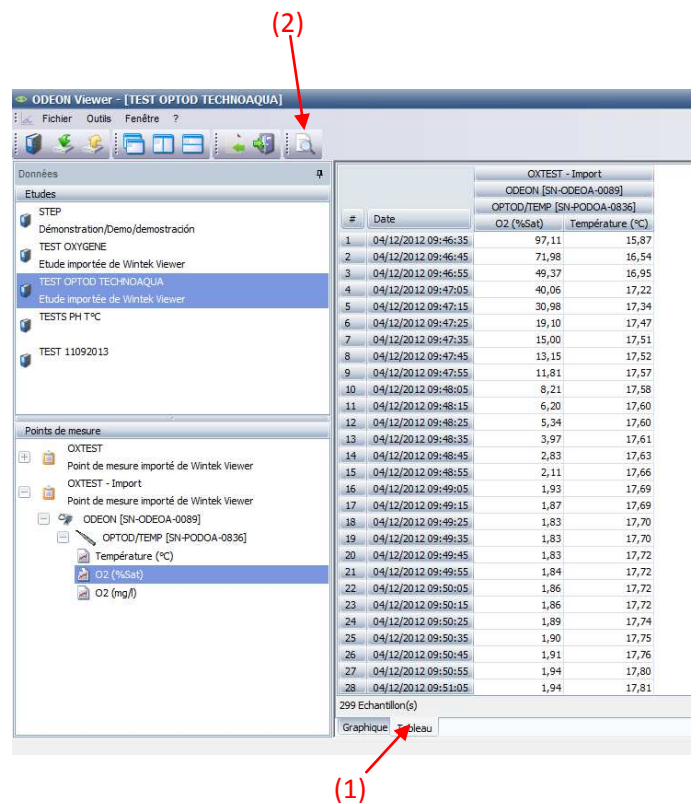 (2)
ODEON Viewer - [TEST OPTOD TECHNOAQUA]
Fichier Outils Fenêtre ?
Données
Etudes
STEP
Démonstration/Demo/demostración
TEST OXYGENE
Etude importée de Wintek Viewer
TEST OPTOD TECHNOAQUA
Etude importée de Wintek Viewer
TESTS PH T°C
TEST 11092013
Points de mesure
OXTEST
Point de mesure importé de Wintek Viewer
OXTEST - Import
Point de mesure importé de Wintek Viewer
ODEON [SN-ODEOA-0089]
OPTOD/TEMP [SN-PODOA-0836]
Température (°C)
O2 (%Sat)
O2 (mg/l)
OXTEST - Import
ODEON [SN-ODEOA-0089]
OPTOD/TEMP [SN-PODOA-0836]
# Date O2 (%Sat) Température (°C)
1 04/12/2012 09:46:35 97,11 15,87
2 04/12/2012 09:46:45 71,98 16,54
3 04/12/2012 09:46:55 49,37 16,95
4 04/12/2012 09:47:05 40,06 17,22
5 04/12/2012 09:47:15 30,98 17,34
6 04/12/2012 09:47:25 19,10 17,47
7 04/12/2012 09:47:35 15,00 17,51
8 04/12/2012 09:47:45 13,15 17,52
9 04/12/2012 09:47:55 11,81 17,57
10 04/12/2012 09:48:05 8,21 17,58
11 04/12/2012 09:48:15 6,20 17,60
12 04/12/2012 09:48:25 5,34 17,60
13 04/12/2012 09:48:35 3,97 17,61
14 04/12/2012 09:48:45 2,83 17,63
15 04/12/2012 09:48:55 2,11 17,66
16 04/12/2012 09:49:05 1,93 17,69
17 04/12/2012 09:49:15 1,87 17,69
18 04/12/2012 09:49:25 1,83 17,70
19 04/12/2012 09:49:35 1,83 17,70
20 04/12/2012 09:49:45 1,83 17,72
21 04/12/2012 09:49:55 1,84 17,72
22 04/12/2012 09:50:05 1,86 17,72
23 04/12/2012 09:50:15 1,86 17,72
24 04/12/2012 09:50:25 1,89 17,74
25 04/12/2012 09:50:35 1,90 17,75
26 04/12/2012 09:50:45 1,91 17,76
27 04/12/2012 09:50:55 1,94 17,80
28 04/12/2012 09:51:05 1,94 17,81
299 Echantillon(s)
Graphique Tableau
(1)